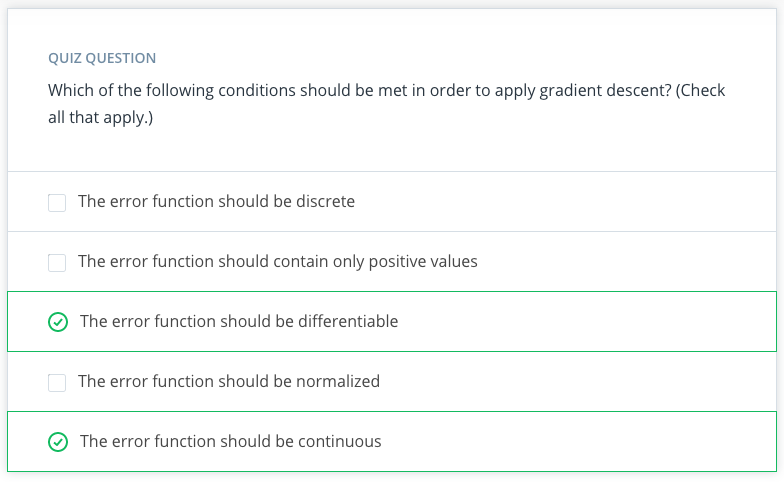 QUIZ QUESTION
Which of the following conditions should be met in order to apply gradient descent? (Check
all that apply.)
The error function should be discrete
The error function should contain only positive values
The error function should be differentiable
The error function should be normalized
The error function should be continuous